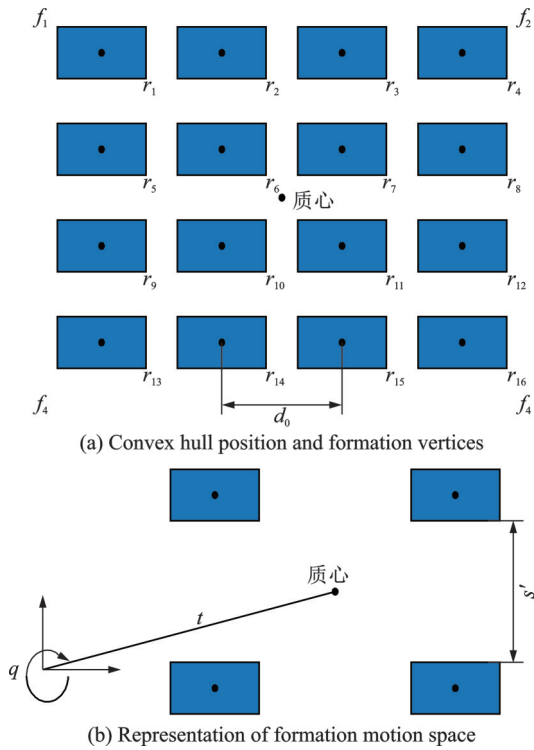 f₁ f₂
r₁ r₂ r₃ r₄
r₅ r₆ r₇ r₈
质心
r₉ r₁₀ r₁₁ r₁₂
r₁₃ r₁₄ r₁₅ r₁₆
f₄ f₄
d₀
(a) Convex hull position and formation vertices
质心
s'
t
q
(b) Representation of formation motion space